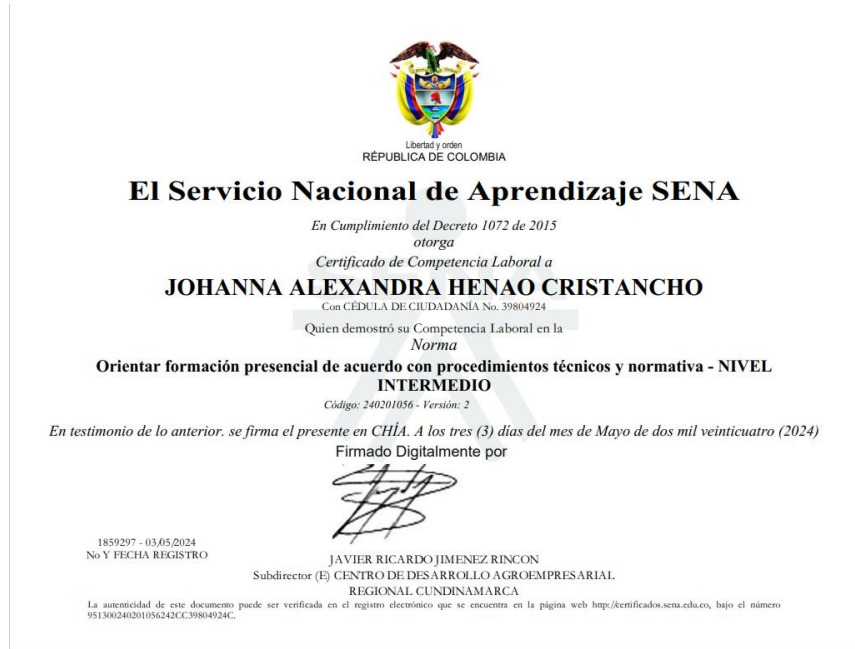 Libertad y orden
RÉPUBLICA DE COLOMBIA
El Servicio Nacional de Aprendizaje SENA
En Cumplimiento del Decreto 1072 de 2015
otorga
Certificado de Competencia Laboral a
SENA
JOHANNA ALEXANDRA HENAO CRISTANCHO
Con CÉDULA DE CIUDADANÍA No. 39804924
Quien demostró su Competencia Laboral en la
Norma
Orientar formación presencial de acuerdo con procedimientos técnicos y normativa - NIVEL
INTERMEDIO
Código: 240201056 - Versión: 2
En testimonio de lo anterior. se firma el presente en CHÍA. A los tres (3) días del mes de Mayo de dos mil veinticuatro (2024)
Firmado Digitalmente por
1859297 - 03/05/2024
No Y FECHA REGISTRO
JAVIER RICARDO JIMENEZ RINCON
Subdirector (E) CENTRO DE DESARROLLO AGROEMPRESARIAL
REGIONAL CUNDINAMARCA
La autenticidad de este documento puede ser verificada en el registro electrónico que se encuentra en la página web http://certificados.sena.edu.co, bajo el número
951300240201056242CC39804924C.